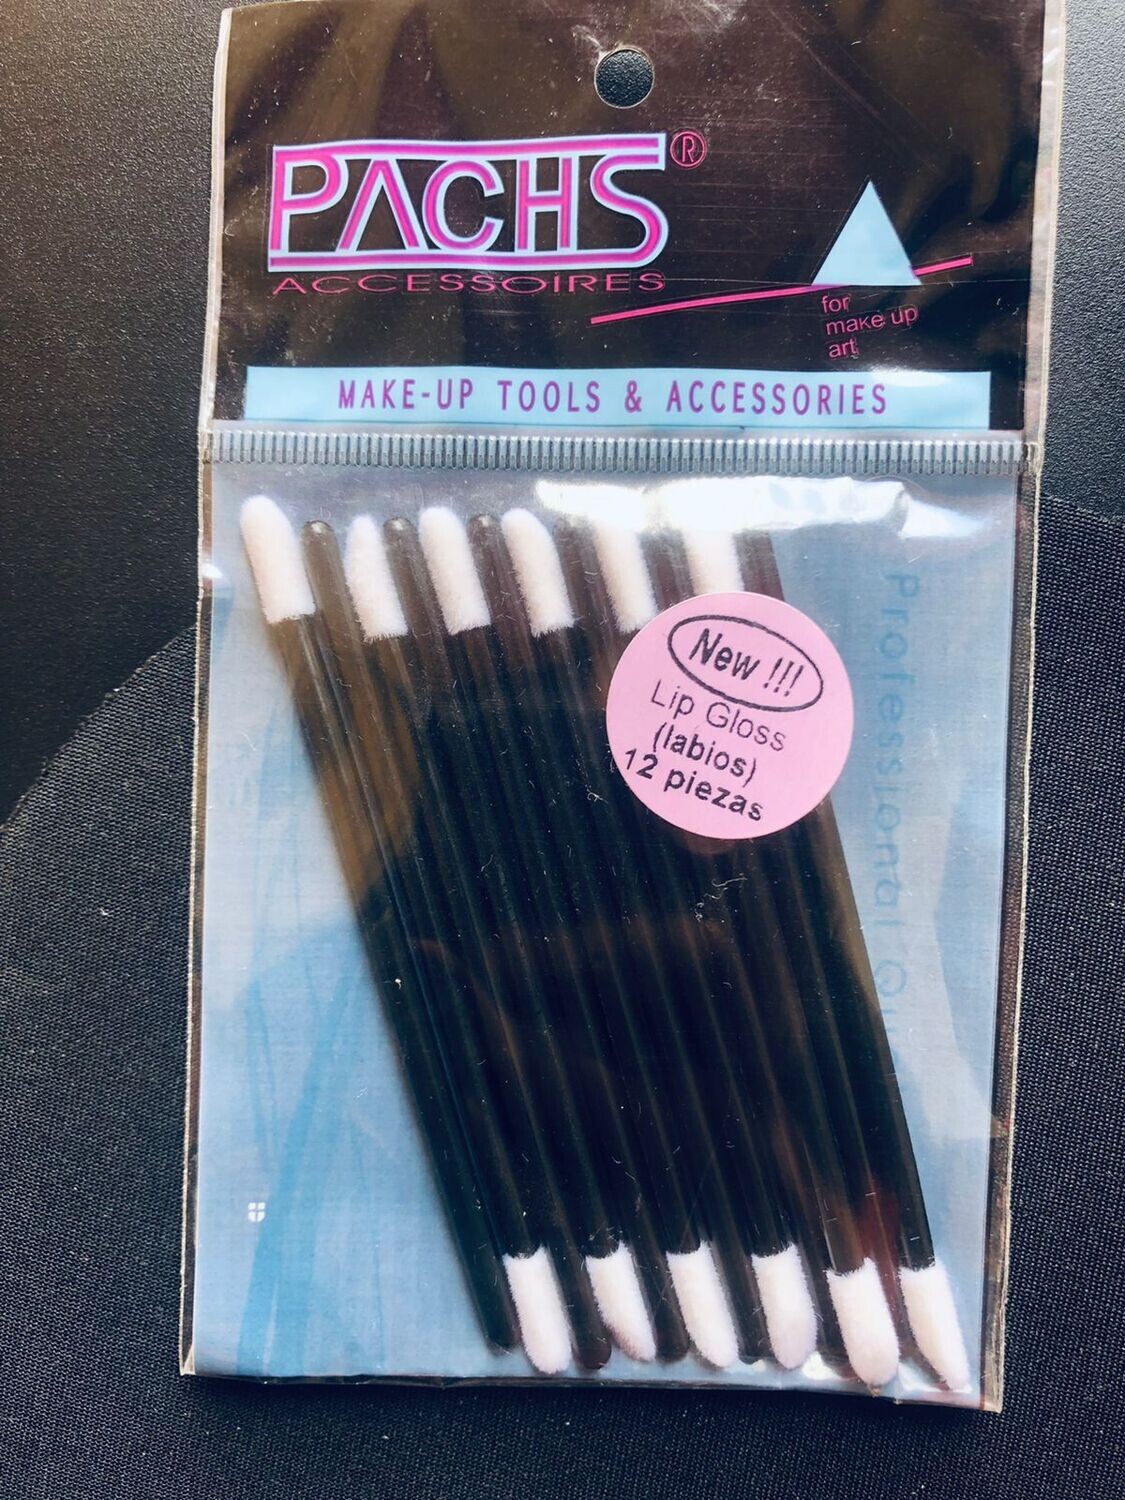 PACHS®
ACCESSOIRES
for
make up
art
MAKE-UP TOOLS & ACCESSORIES
New !!!
Lip Gloss
(labios)
12 piezas
Professional